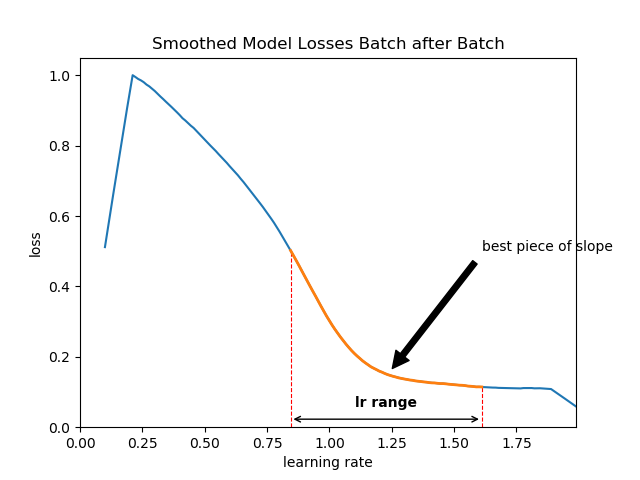 Smoothed Model Losses Batch after Batch
1.0
0.8
0.6
0.4
0.2
0.0
loss
best piece of slope
lr range
0.00 0.25 0.50 0.75 1.00 1.25 1.50 1.75
learning rate